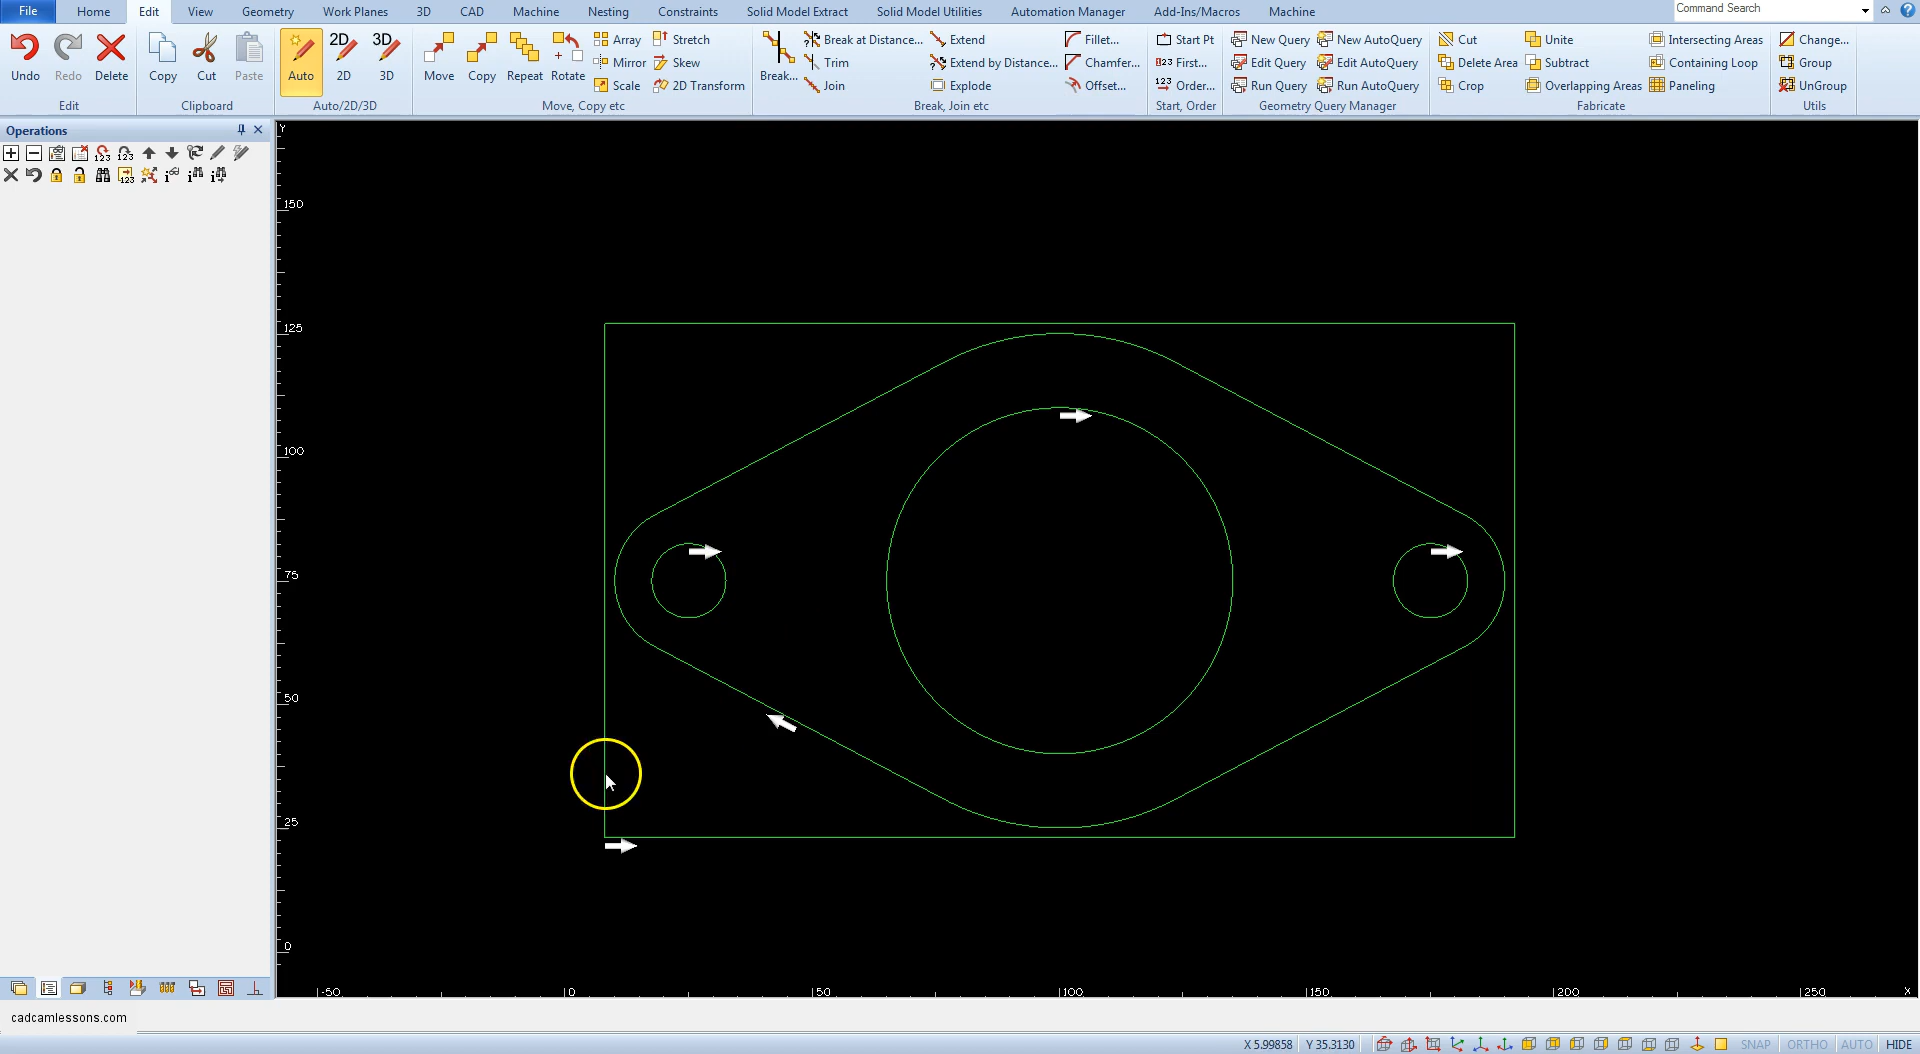 File Home Edit View Geometry Work Planes 3D CAD Machine Nesting Constraints Solid Model Extract Solid Model Utilities Automation Manager Add-Ins/Macros Machine Command Search
Undo Redo Delete
Edit
Copy Cut Paste
Clipboard
Auto 2D 3D
Auto/2D/3D
Move Copy Repeat Rotate
Array Stretch
Mirror Skew
Scale 2D Transform
Move, Copy etc
Break...
Break at Distance... Extend Fillet...
Trim Extend by Distance... Chamfer...
Join Explode Offset...
Break, Join etc
Start Pt
First...
Order...
Start, Order
New Query New AutoQuery
Edit Query Edit AutoQuery
Run Query Run AutoQuery
Geometry Query Manager
Cut Unite Intersecting Areas
Delete Area Subtract Containing Loop
Crop Overlapping Areas Paneling
Fabricate
Change...
Group
UnGroup
Utils
Operations
Y
150
125
100
75
50
25
0
-50 0 50 100 150 200 250 X
cadcamlessons.com
X 5.99858 Y 35.3130 SNAP ORTHO AUTO HIDE